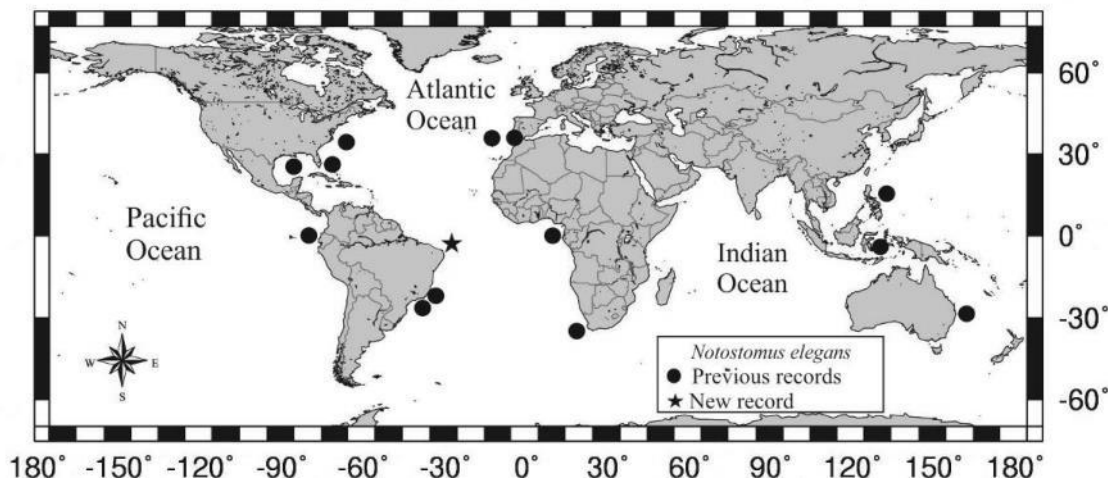 Atlantic
Ocean
60°
30°
Pacific
Ocean
0°
Indian
Ocean
-30°
N
W E
S
Notostomus elegans
Previous records
New record
-60°
180° -150° -120° -90° -60° -30° 0° 30° 60° 90° 120° 150° 180°